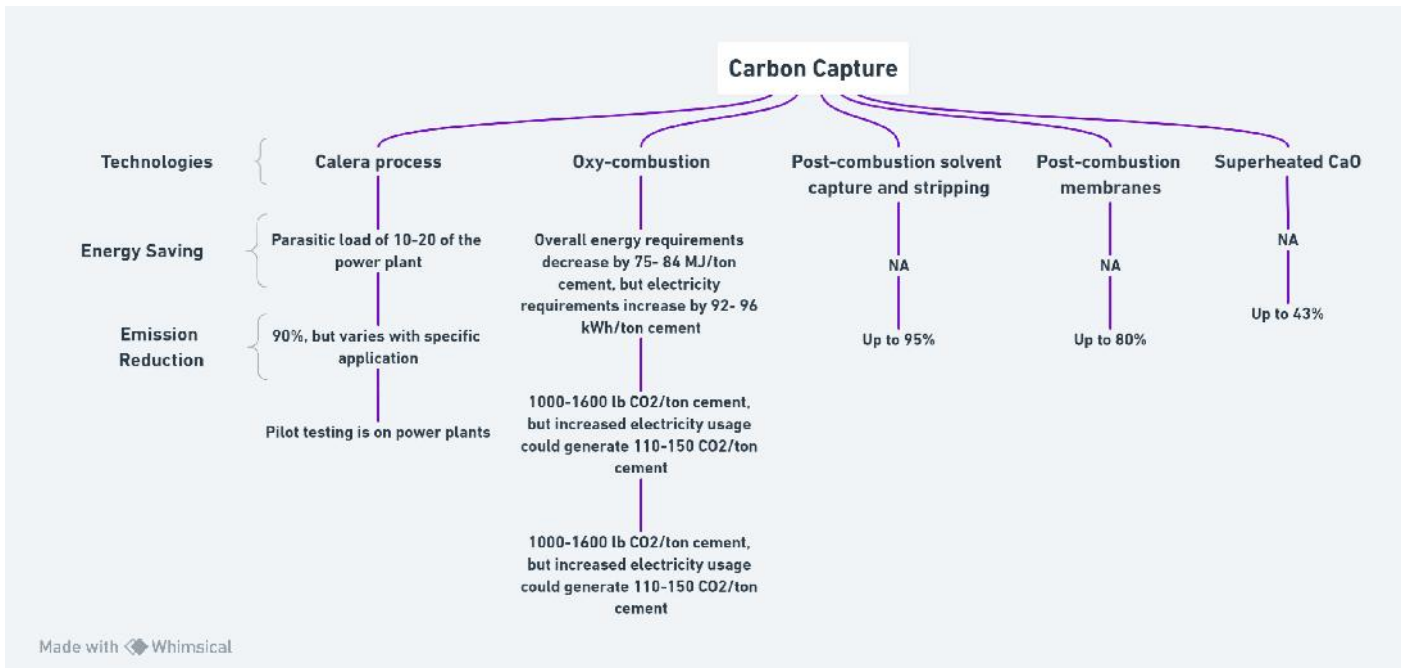 Carbon Capture
Technologies
Calera process
Oxy-combustion
Post-combustion solvent
capture and stripping
Post-combustion
membranes
Superheated CaO
Energy Saving
Parasitic load of 10-20 of the
power plant
Overall energy requirements
decrease by 75- 84 MJ/ton
cement, but electricity
requirements increase by 92- 96
kWh/ton cement
NA
NA
NA
Emission
Reduction
90%, but varies with specific
application
Up to 95%
Up to 80%
Up to 43%
Pilot testing is on power plants
1000-1600 lb CO2/ton cement,
but increased electricity usage
could generate 110-150 CO2/ton
cement
1000-1600 lb CO2/ton cement,
but increased electricity usage
could generate 110-150 CO2/ton
cement
Made with Whimsical